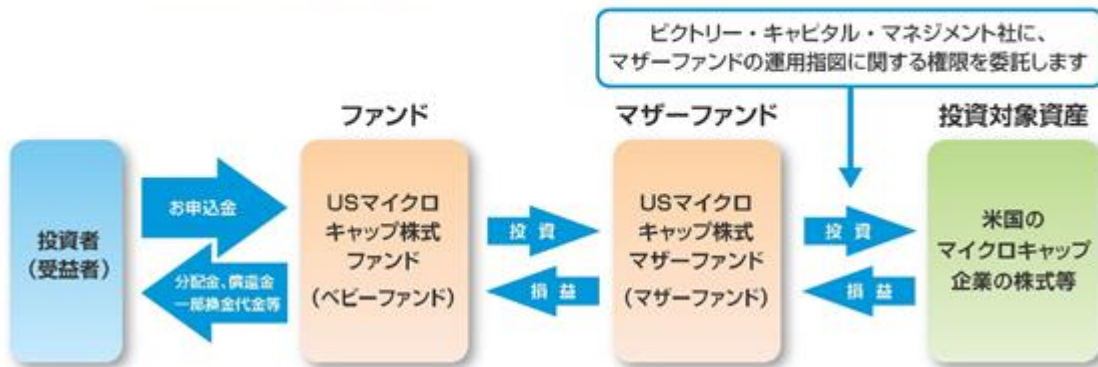 ビクトリー・キャピタル・マネジメント社に、
マザーファンドの運用指図に関する権限を委託します
ファンド
マザーファンド
投資対象資産
投資者
（受益者）
お申込金
分配金、償還金
一部換金代金等
USマイクロ
キャップ株式
ファンド
（ベビーファンド）
投資
損益
USマイクロ
キャップ株式
マザーファンド
（マザーファンド）
投資
損益
米国の
マイクロキャップ
企業の株式等